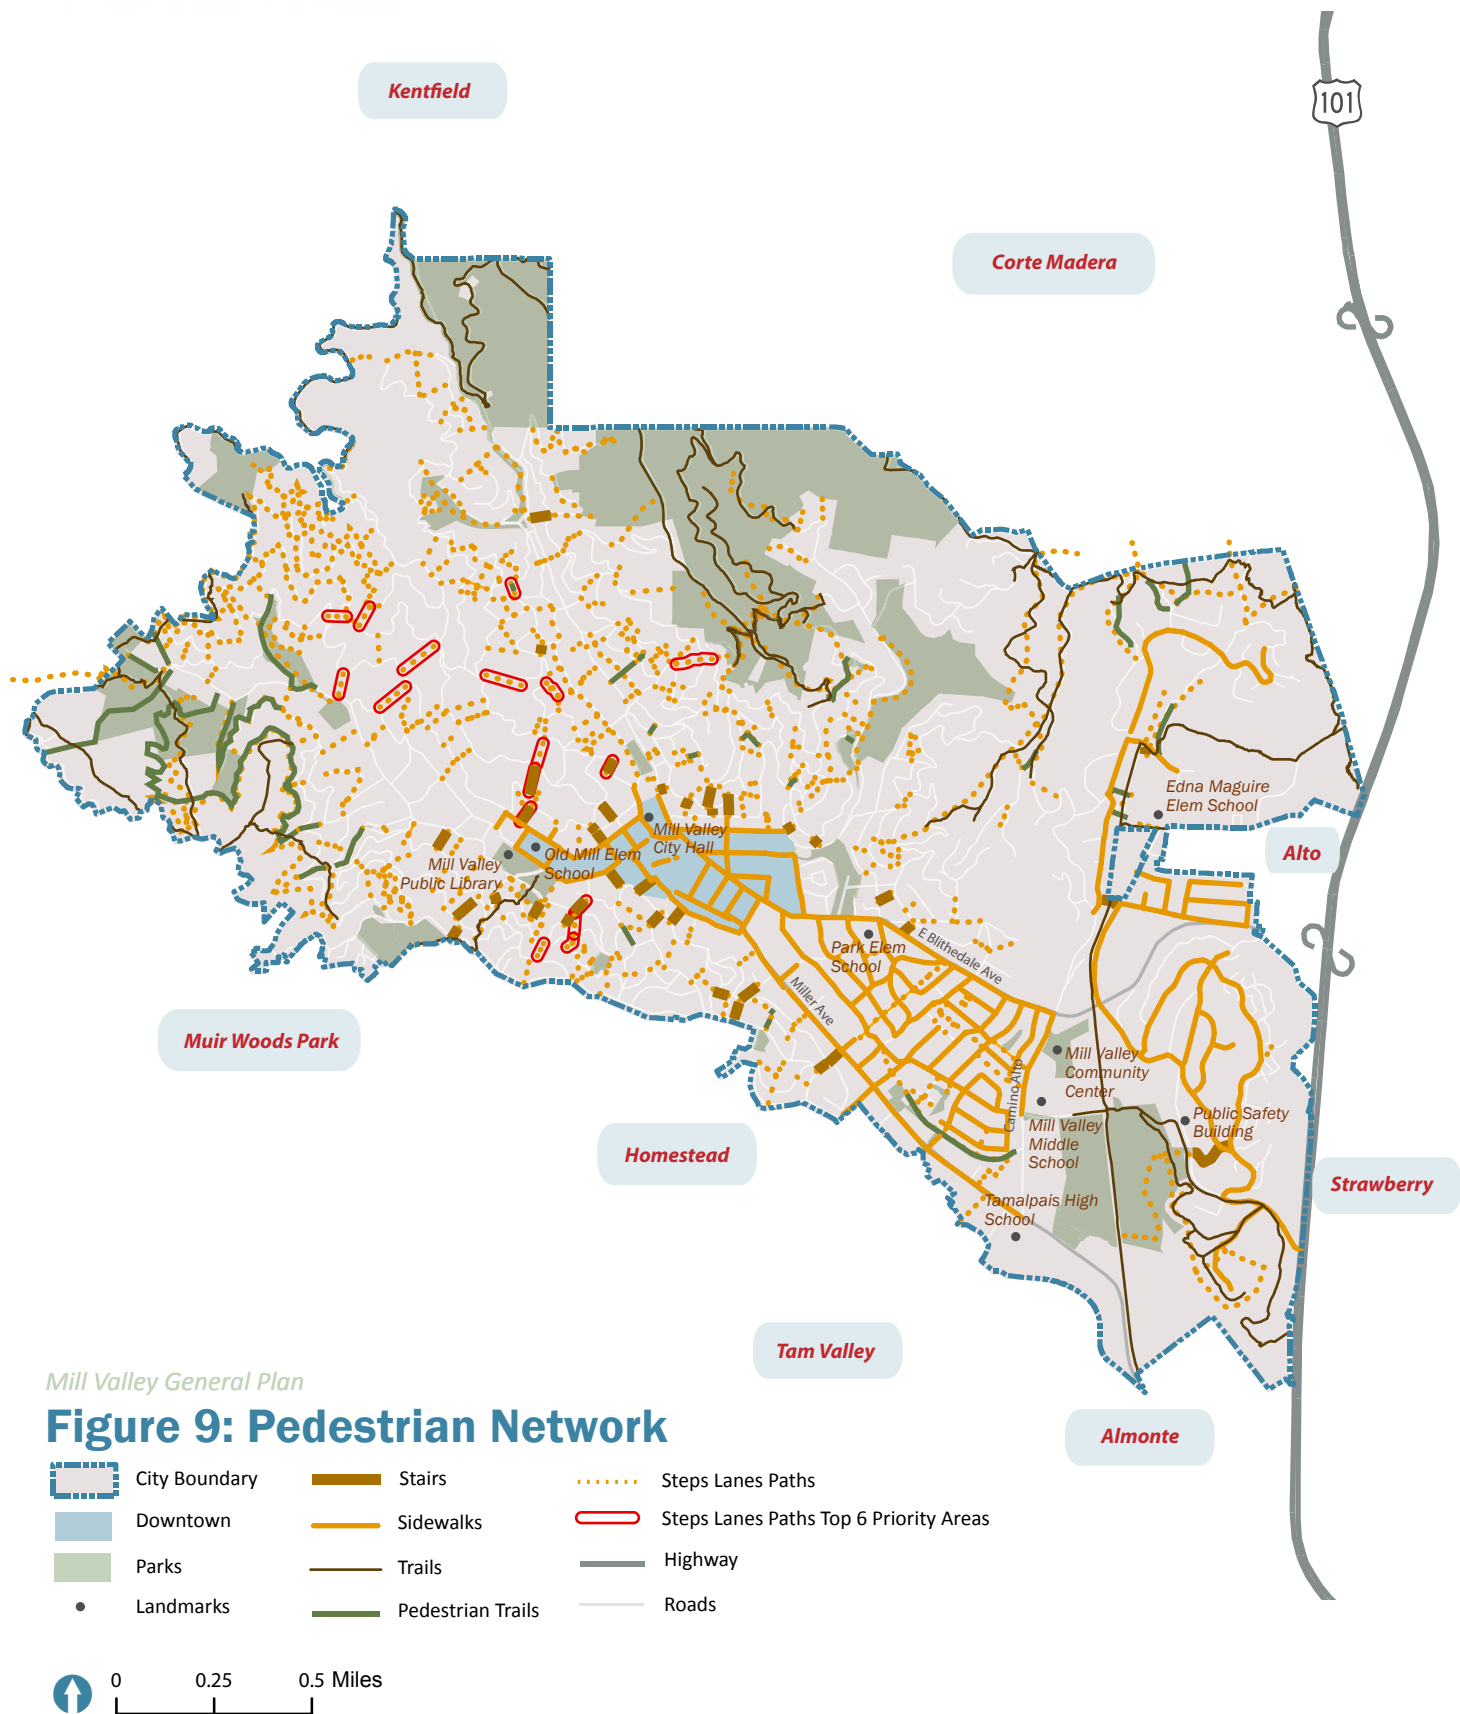 Kentfield
101
Corte Madera
Edna Maguire
Elem School
Mill Valley
City Hall
Alto
Old Mill Elem
School
Mill Valley
Public Library
Park Elem
School
E Blithedale Ave
Miller Ave
Muir Woods Park
Mill Valley
Community
Center
Camino Alto
Public Safety
Building
Mill Valley
Middle
School
Homestead
Strawberry
Tamalpais High
School
Tam Valley
Almonte
Mill Valley General Plan
Figure 9: Pedestrian Network
City Boundary
Downtown
Parks
Landmarks
Stairs
Sidewalks
Trails
Pedestrian Trails
Steps Lanes Paths
Steps Lanes Paths Top 6 Priority Areas
Highway
Roads
0 0.25 0.5 Miles